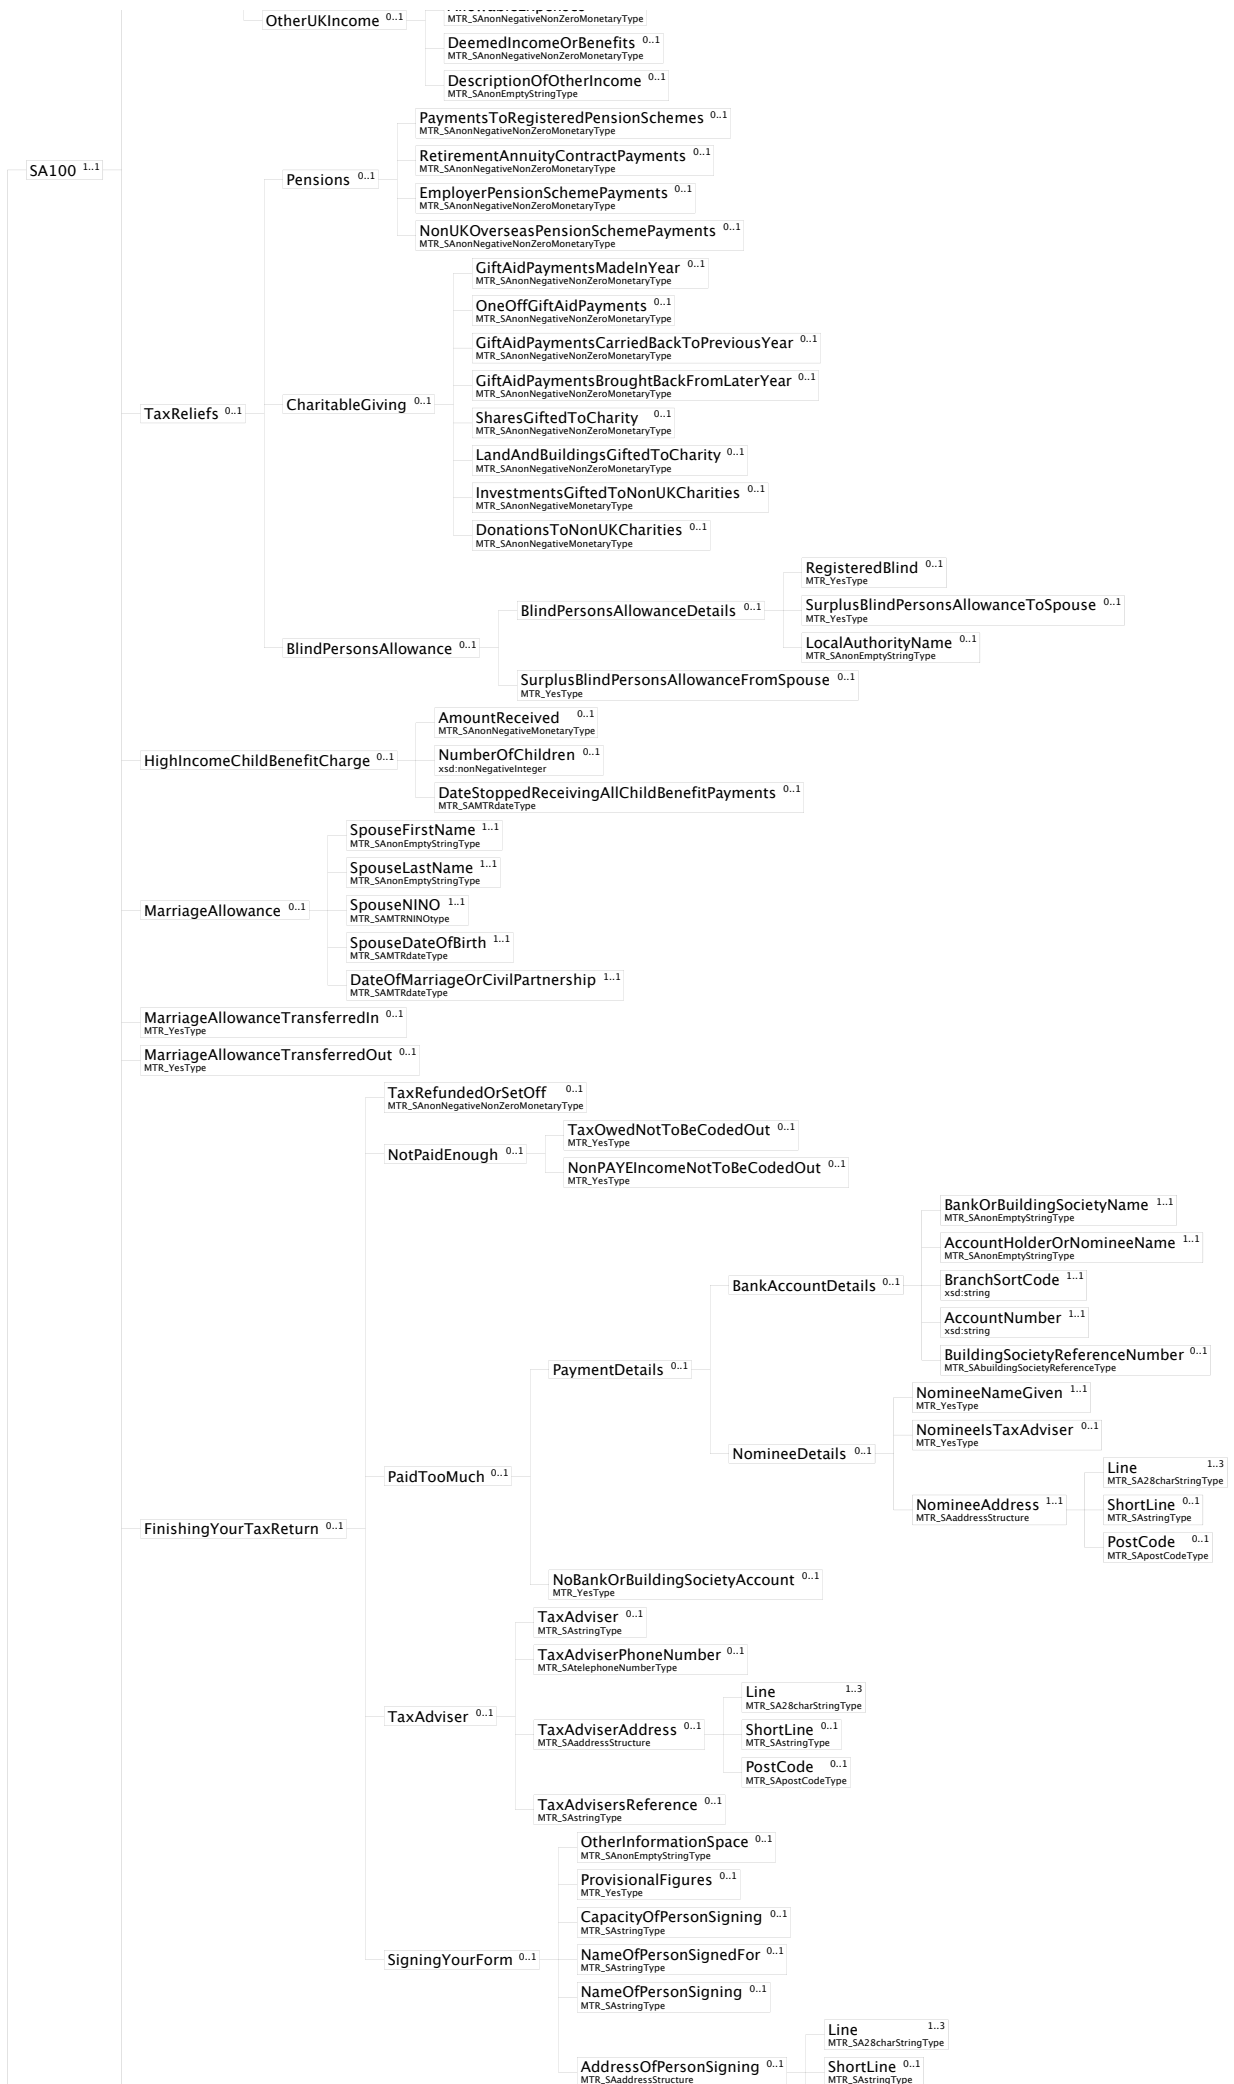 OtherUKIncome 0..1
MTR_SAnonNegativeNonZeroMonetaryType
DeemedIncomeOrBenefits 0..1
MTR_SAnonNegativeNonZeroMonetaryType
DescriptionOfOtherIncome 0..1
MTR_SAnonEmptyStringType
SA100 1..1
Pensions 0..1
PaymentsToRegisteredPensionSchemes 0..1
MTR_SAnonNegativeNonZeroMonetaryType
RetirementAnnuityContractPayments 0..1
MTR_SAnonNegativeNonZeroMonetaryType
EmployerPensionSchemePayments 0..1
MTR_SAnonNegativeNonZeroMonetaryType
NonUKOverseasPensionSchemePayments 0..1
MTR_SAnonNegativeNonZeroMonetaryType
TaxReliefs 0..1
CharitableGiving 0..1
GiftAidPaymentsMadeInYear 0..1
MTR_SAnonNegativeNonZeroMonetaryType
OneOffGiftAidPayments 0..1
MTR_SAnonNegativeNonZeroMonetaryType
GiftAidPaymentsCarriedBackToPreviousYear 0..1
MTR_SAnonNegativeNonZeroMonetaryType
GiftAidPaymentsBroughtBackFromLaterYear 0..1
MTR_SAnonNegativeNonZeroMonetaryType
SharesGiftedToCharity 0..1
MTR_SAnonNegativeNonZeroMonetaryType
LandAndBuildingsGiftedToCharity 0..1
MTR_SAnonNegativeNonZeroMonetaryType
InvestmentsGiftedToNonUKCharities 0..1
MTR_SAnonNegativeMonetaryType
DonationsToNonUKCharities 0..1
MTR_SAnonNegativeMonetaryType
BlindPersonsAllowance 0..1
BlindPersonsAllowanceDetails 0..1
RegisteredBlind 0..1
MTR_YesType
SurplusBlindPersonsAllowanceToSpouse 0..1
MTR_YesType
LocalAuthorityName 0..1
MTR_SAnonEmptyStringType
SurplusBlindPersonsAllowanceFromSpouse 0..1
MTR_YesType
HighIncomeChildBenefitCharge 0..1
AmountReceived 0..1
MTR_SAnonNegativeMonetaryType
NumberOfChildren 0..1
xsd:nonNegativeInteger
DateStoppedReceivingAllChildBenefitPayments 0..1
MTR_SAMTRdateType
MarriageAllowance 0..1
SpouseFirstName 1..1
MTR_SAnonEmptyStringType
SpouseLastName 1..1
MTR_SAnonEmptyStringType
SpouseNINO 1..1
MTR_SAMTRNINOtype
SpouseDateOfBirth 1..1
MTR_SAMTRdateType
DateOfMarriageOrCivilPartnership 1..1
MTR_SAMTRdateType
MarriageAllowanceTransferredIn 0..1
MTR_YesType
MarriageAllowanceTransferredOut 0..1
MTR_YesType
FinishingYourTaxReturn 0..1
TaxRefundedOrSetOff 0..1
MTR_SAnonNegativeNonZeroMonetaryType
NotPaidEnough 0..1
TaxOwedNotToBeCodedOut 0..1
MTR_YesType
NonPAYEIncomeNotToBeCodedOut 0..1
MTR_YesType
PaidTooMuch 0..1
PaymentDetails 0..1
BankAccountDetails 0..1
BankOrBuildingSocietyName 1..1
MTR_SAnonEmptyStringType
AccountHolderOrNomineeName 1..1
MTR_SAnonEmptyStringType
BranchSortCode 1..1
xsd:string
AccountNumber 1..1
xsd:string
BuildingSocietyReferenceNumber 0..1
MTR_SAbuildingSocietyReferenceType
NomineeDetails 0..1
NomineeNameGiven 1..1
MTR_YesType
NomineeIsTaxAdviser 0..1
MTR_YesType
NomineeAddress 1..1
MTR_SAaddressStructure
Line 1..3
MTR_SA28charStringType
ShortLine 0..1
MTR_SAstringType
PostCode 0..1
MTR_SApostCodeType
NoBankOrBuildingSocietyAccount 0..1
MTR_YesType
TaxAdviser 0..1
TaxAdviser 0..1
MTR_SAstringType
TaxAdviserPhoneNumber 0..1
MTR_SAtelephoneNumberType
TaxAdviserAddress 0..1
MTR_SAaddressStructure
Line 1..3
MTR_SA28charStringType
ShortLine 0..1
MTR_SAstringType
PostCode 0..1
MTR_SApostCodeType
TaxAdvisersReference 0..1
MTR_SAstringType
SigningYourForm 0..1
OtherInformationSpace 0..1
MTR_SAnonEmptyStringType
ProvisionalFigures 0..1
MTR_YesType
CapacityOfPersonSigning 0..1
MTR_SAstringType
NameOfPersonSignedFor 0..1
MTR_SAstringType
NameOfPersonSigning 0..1
MTR_SAstringType
AddressOfPersonSigning 0..1
MTR_SAaddressStructure
Line 1..3
MTR_SA28charStringType
ShortLine 0..1
MTR_SAstringType